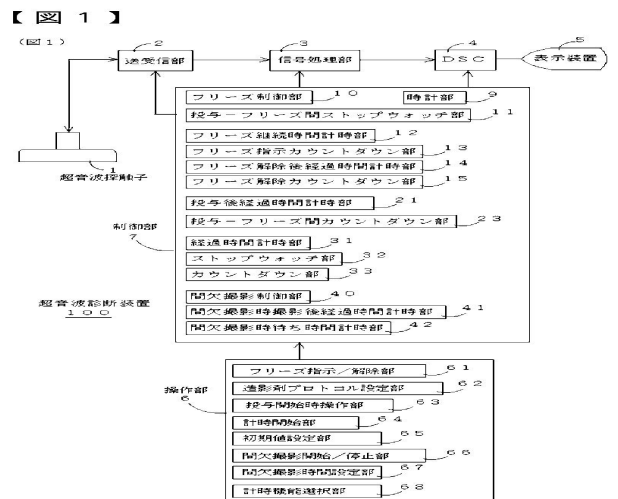 【図1】
(図1)
2
3
4
5
送受信部
信号処理部
DSC
表示装置
1
超音波探触子
フリーズ制御部
10
時計部
9
投与-フリーズ間ストップウォッチ部
11
フリーズ継続時間計時部
12
フリーズ指示カウントダウン部
13
フリーズ解除後経過時間計時部
14
フリーズ解除カウントダウン部
15
投与後経過時間計時部
21
投与-フリーズ間カウントダウン部
23
制御部
7
経過時間計時部
31
ストップウォッチ部
32
カウントダウン部
33
超音波診断装置
100
間欠撮影制御部
40
間欠撮影時撮影後経過時間計時部
41
間欠撮影時待ち時間計時部
42
操作部
6
フリーズ指示/解除部
61
造影剤プロトコル設定部
62
投与開始時操作部
63
計時開始部
64
初期値設定部
65
間欠撮影開始/停止部
66
間欠撮影時間設定部
67
計時機能選択部
68